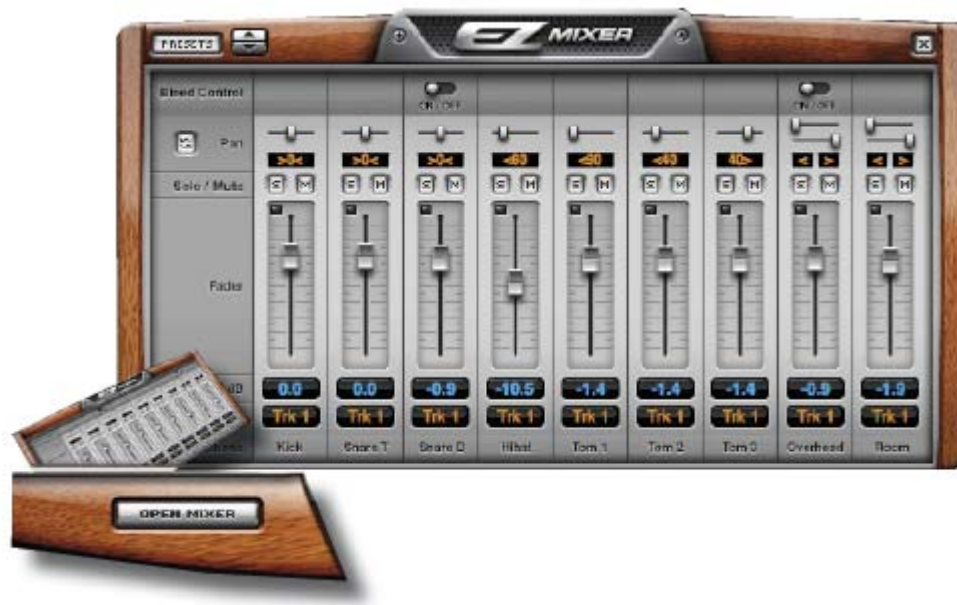 PRESETS
EZ MIXER
Bleed Control
ON / OFF
ON / OFF
Pan
>0< >0< >0< <60 <90 <40 40> < > < >
Solo / Mute
S M S M S M S M S M S M S M S M S M
Fader
0.0 0.0 -0.9 -10.5 -1.4 -1.4 -1.4 -0.9 -1.9
Trk 1 Trk 1 Trk 1 Trk 1 Trk 1 Trk 1 Trk 1 Trk 1 Trk 1
Kick Snare T Snare B Hihat Tom 1 Tom 2 Tom 3 Overhead Room
OPEN MIXER